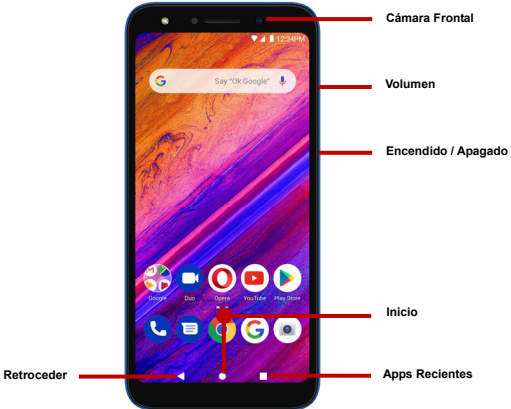 Cámara Frontal
12:34PM
Say "Ok Google"
Volumen
Encendido / Apagado
Google Duo Opera YouTube Play Store
Inicio
Retroceder
Apps Recientes